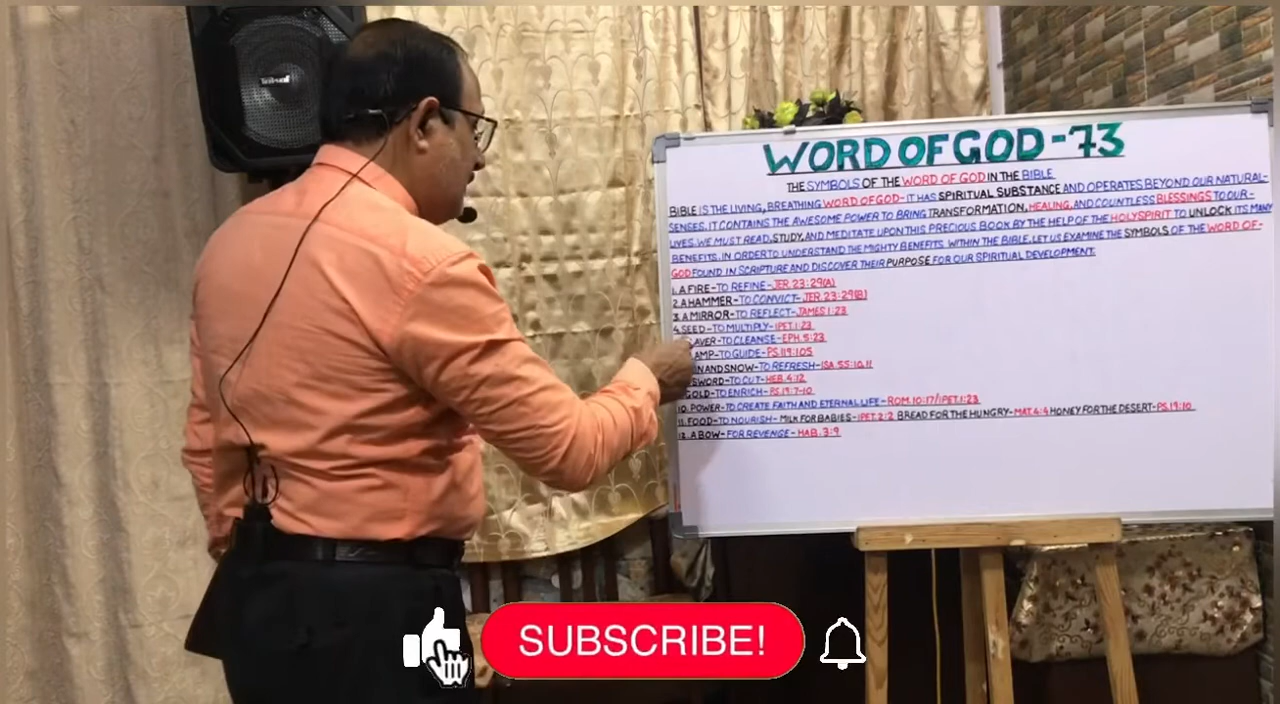 WORD OF GOD-73
THE SYMBOLS OF THE WORD OF GOD IN THE BIBLE
BIBLE IS THE LIVING, BREATHING WORD OF GOD- IT HAS SPIRITUAL SUBSTANCE AND OPERATES BEYOND OUR NATURAL-
SENSES. IT CONTAINS THE AWESOME POWER TO BRING TRANSFORMATION, HEALING, AND COUNTLESS BLESSINGS TO OUR-
LIVES. WE MUST READ, STUDY, AND MEDITATE UPON THIS PRECIOUS BOOK BY THE HELP OF THE HOLYSPIRIT TO UNLOCK ITS MANY
BENEFITS. IN ORDER TO UNDERSTAND THE MIGHTY BENEFITS. WITHIN THE BIBLE, LET US EXAMINE THE SYMBOLS OF THE WORD OF-
GOD FOUND IN SCRIPTURE AND DISCOVER THEIR PURPOSE FOR OUR SPIRITUAL DEVELOPMENT.
1. A FIRE-TO REFINE-JER.23:29(A)
2. A HAMMER-TO CONVICT-JER.23:29(B)
3. A MIRROR-TO REFLECT-JAMES 1:23
4. SEED-TO MULTIPLY-IPET.1:23
AVER-TO CLEANSE-EPH.5:23
AMP-TO GUIDE-PS.119:105
IN AND SNOW-TO REFRESH-ISA.55:10,11
SWORD-TO CUT-HEB.4:12
GOLD-TO ENRICH-PS.19:7-10
10. POWER-TO CREATE FAITH AND ETERNAL LIFE-ROM.10:17/IPET.1:23
11. FOOD-TO NOURISH-MILK FOR BABIES-IPET.2:2 BREAD FOR THE HUNGRY-MAT.4:4 HONEY FOR THE DESERT-PS.19:10
12. A BOW-FOR REVENGE-HAB.3:9
SUBSCRIBE!